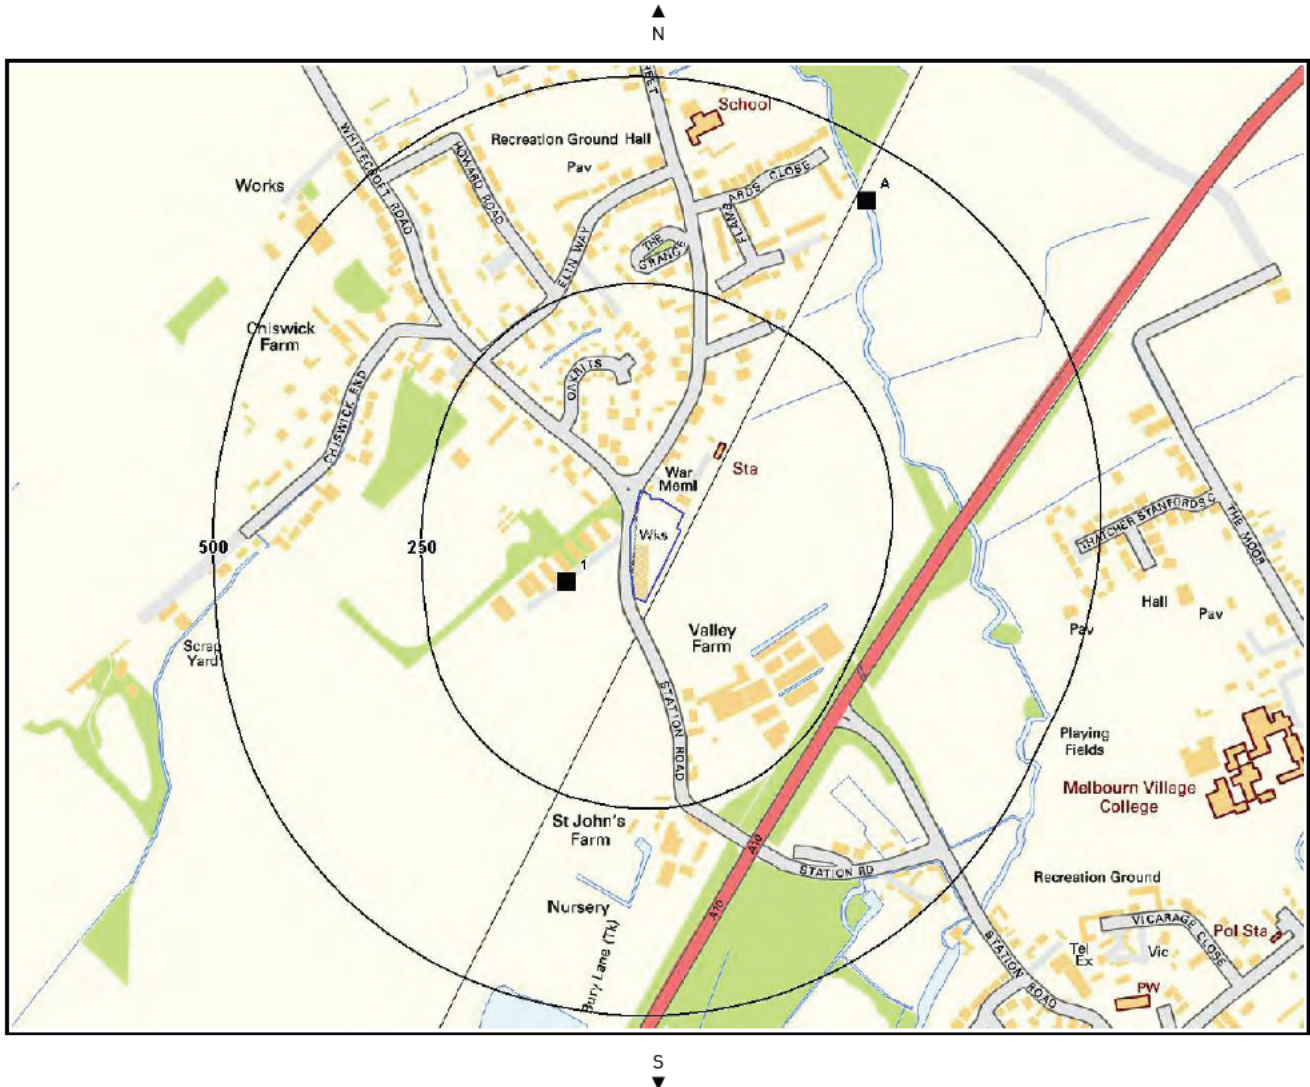 N
School
Recreation Ground Hall
Pav
WHITECROFT ROAD
HOWARD ROAD
Works
A
ARDS CLOSE
ELIN WAY
THE
GRANGE
Chiswick
Farm
OAKRITS
CHISWICK END
War
Meml
Sta
Wks
500
250
1
THATCHER STANFORDS C
THE MOOR
Hall
Pav
Pav
Scrap
Yard
Valley
Farm
STATION ROAD
Playing
Fields
Melbourn Village
College
St John's
Farm
A10
STATION RD
Recreation Ground
Nursery
A10
Bury Lane (Tk)
VICARAGE CLOSE
Pol Sta
Tel
Ex
Vic
STATION ROAD
PW
S